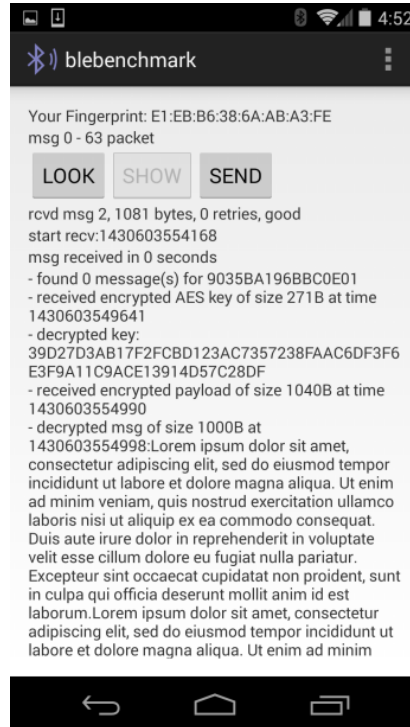 4:52
blebenchmark
Your Fingerprint: E1:EB:B6:38:6A:AB:A3:FE
msg 0 - 63 packet
LOOK SHOW SEND
rcvd msg 2, 1081 bytes, 0 retries, good
start recv:1430603554168
msg received in 0 seconds
- found 0 message(s) for 9035BA196BBC0E01
- received encrypted AES key of size 271B at time
1430603549641
- decrypted key:
39D27D3AB17F2FCBD123AC7357238FAAC6DF3F6
E3F9A11C9ACE13914D57C28DF
- received encrypted payload of size 1040B at time
1430603554990
- decrypted msg of size 1000B at
1430603554998:Lorem ipsum dolor sit amet,
consectetur adipiscing elit, sed do eiusmod tempor
incididunt ut labore et dolore magna aliqua. Ut enim
ad minim veniam, quis nostrud exercitation ullamco
laboris nisi ut aliquip ex ea commodo consequat.
Duis aute irure dolor in reprehenderit in voluptate
velit esse cillum dolore eu fugiat nulla pariatur.
Excepteur sint occaecat cupidatat non proident, sunt
in culpa qui officia deserunt mollit anim id est
laborum.Lorem ipsum dolor sit amet, consectetur
adipiscing elit, sed do eiusmod tempor incididunt ut
labore et dolore magna aliqua. Ut enim ad minim